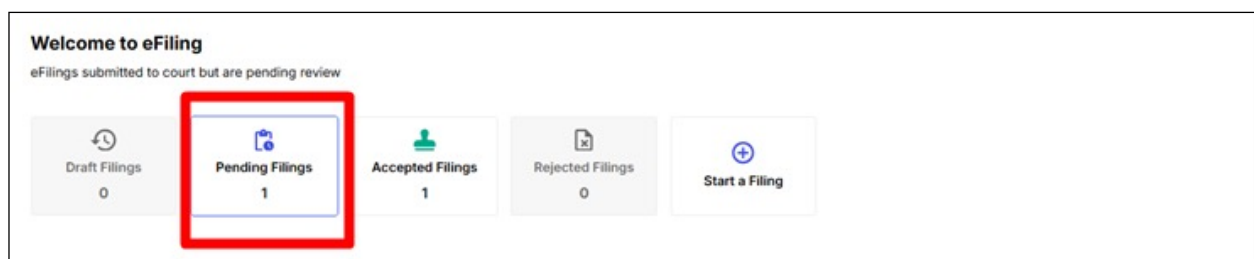 Welcome to eFiling
eFilings submitted to court but are pending review
Draft Filings
0
Pending Filings
1
Accepted Filings
1
Rejected Filings
0
Start a Filing